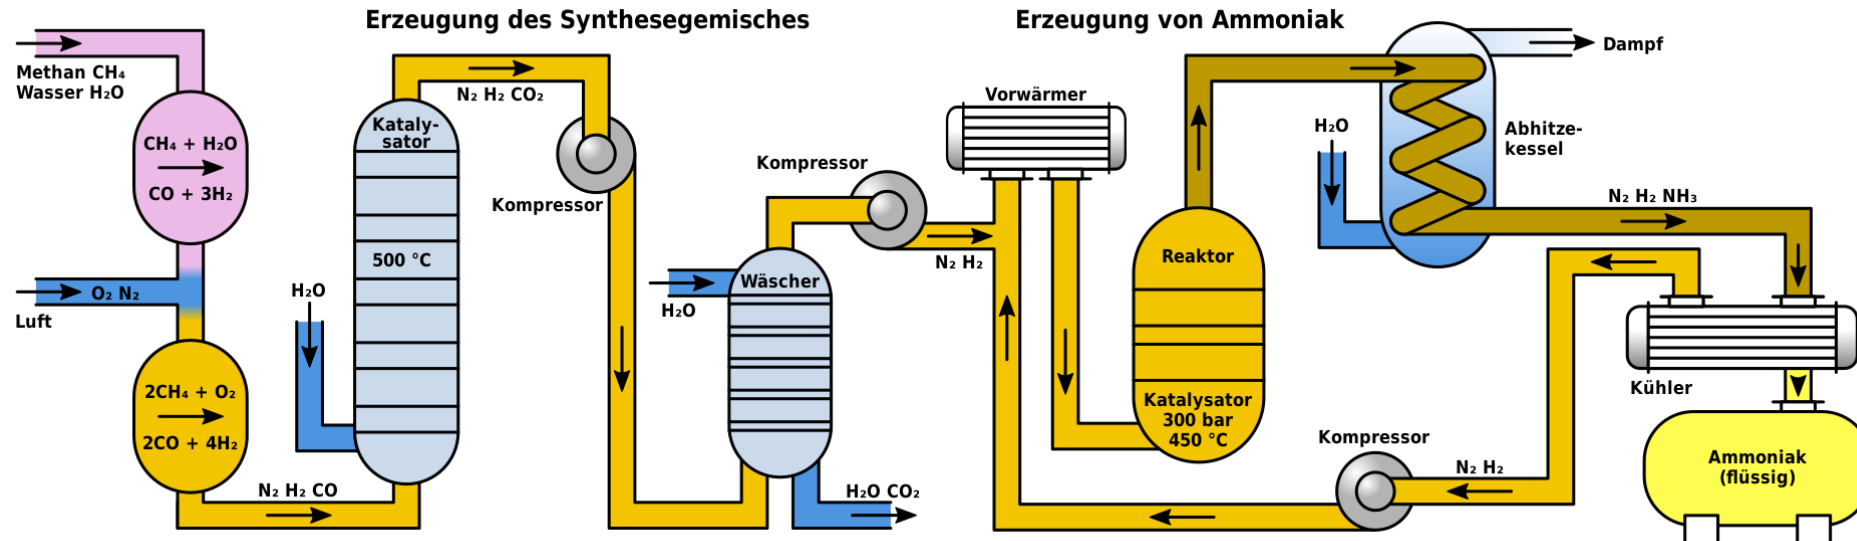 Erzeugung des Synthesegemisches
Erzeugung von Ammoniak
Methan CH₄
Wasser H₂O
CH₄ + H₂O
CO + 3H₂
O₂ N₂
Luft
2CH₄ + O₂
2CO + 4H₂
N₂ H₂ CO
H₂O
Kataly-
sator
500 °C
N₂ H₂ CO₂
Kompressor
H₂O
Wäscher
H₂O CO₂
Kompressor
N₂ H₂
Vorwärmer
Reaktor
Katalysator
300 bar
450 °C
H₂O
Dampf
Abhitze-
kessel
N₂ H₂ NH₃
Kühler
Kompressor
N₂ H₂
Ammoniak
(flüssig)